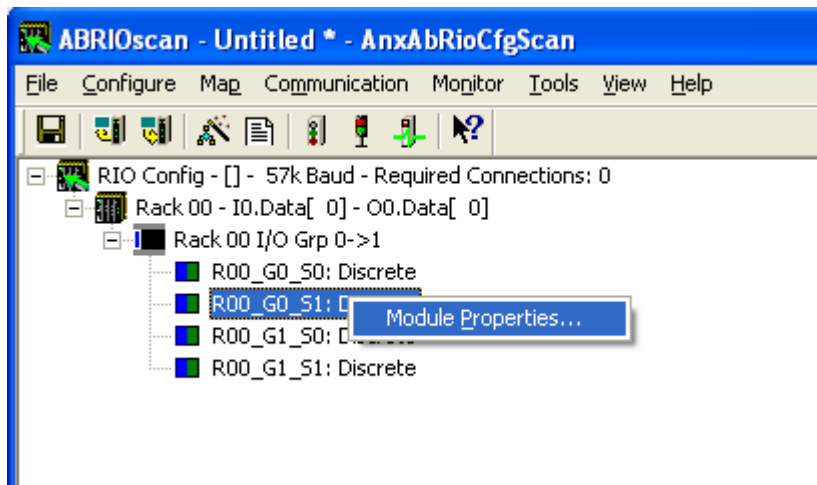 ABRIOscan - Untitled * - AnxAbRioCfgScan
File Configure Map Communication Monitor Tools View Help
RIO Config - [] - 57k Baud - Required Connections: 0
Rack 00 - I0.Data[ 0] - O0.Data[ 0]
Rack 00 I/O Grp 0->1
R00_G0_S0: Discrete
R00_G0_S1: D
Module Properties...
R00_G1_S0: D
R00_G1_S1: Discrete